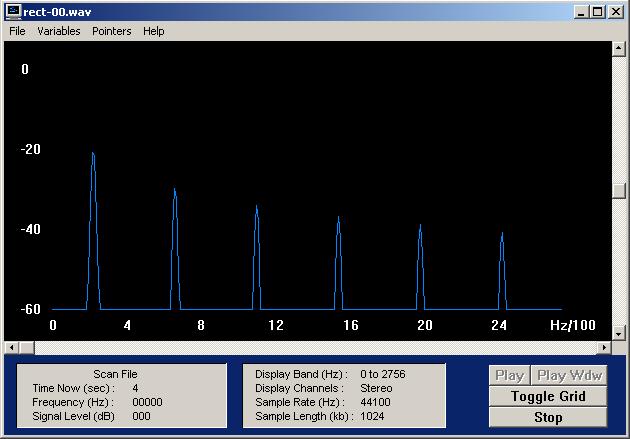 rect-00.wav
File Variables Pointers Help
0
-20
-40
-60
0 4 8 12 16 20 24 Hz/100
Scan File
Time Now (sec) : 4
Frequency (Hz) : 00000
Signal Level (dB) 000
Display Band (Hz) : 0 to 2756
Display Channels : Stereo
Sample Rate (Hz) : 44100
Sample Length (kb) : 1024
Play Play Wdw
Toggle Grid
Stop